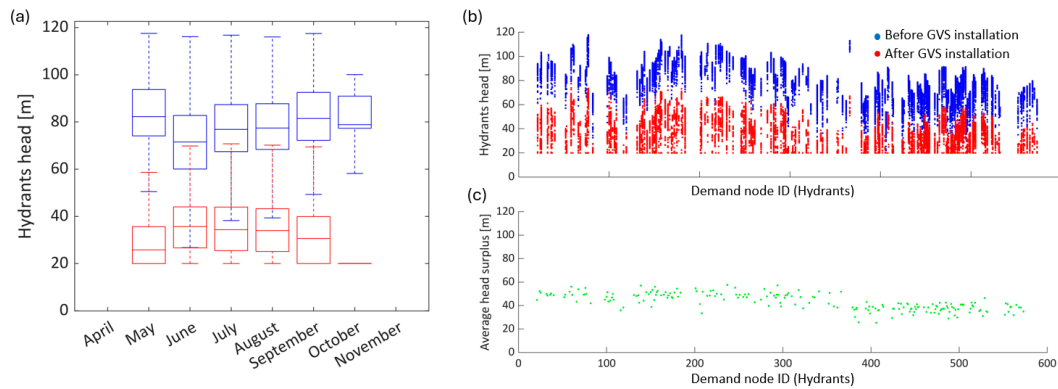 (a)
Hydrants head [m]
120
100
80
60
40
20
0
April
May
June
July
August
September
October
November
(b)
Hydrants head [m]
120
100
80
60
40
20
0
Before GVS installation
After GVS installation
Demand node ID (Hydrants)
(c)
Average head surplus [m]
120
100
80
60
40
20
0
0 100 200 300 400 500 600
Demand node ID (Hydrants)